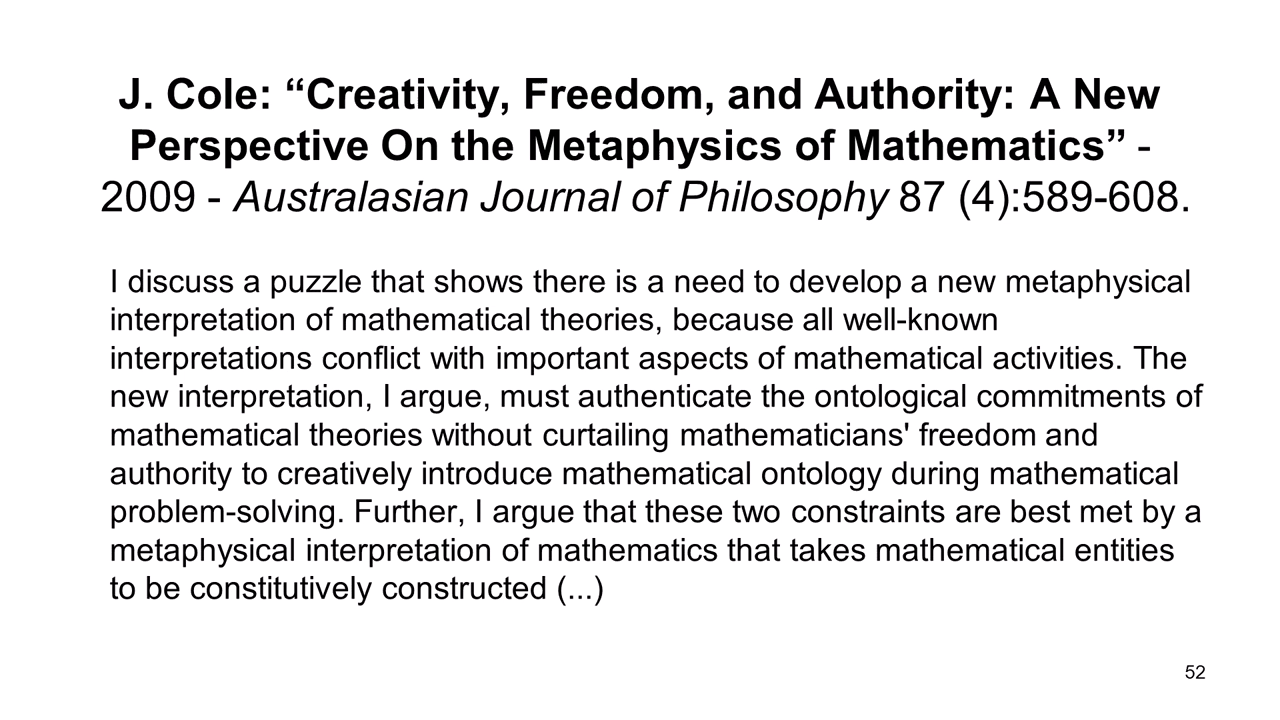 J. Cole: “Creativity, Freedom, and Authority: A New
Perspective On the Metaphysics of Mathematics” -
2009 - Australasian Journal of Philosophy 87 (4):589-608.
I discuss a puzzle that shows there is a need to develop a new metaphysical
interpretation of mathematical theories, because all well-known
interpretations conflict with important aspects of mathematical activities. The
new interpretation, I argue, must authenticate the ontological commitments of
mathematical theories without curtailing mathematicians' freedom and
authority to creatively introduce mathematical ontology during mathematical
problem-solving. Further, I argue that these two constraints are best met by a
metaphysical interpretation of mathematics that takes mathematical entities
to be constitutively constructed (...)
52